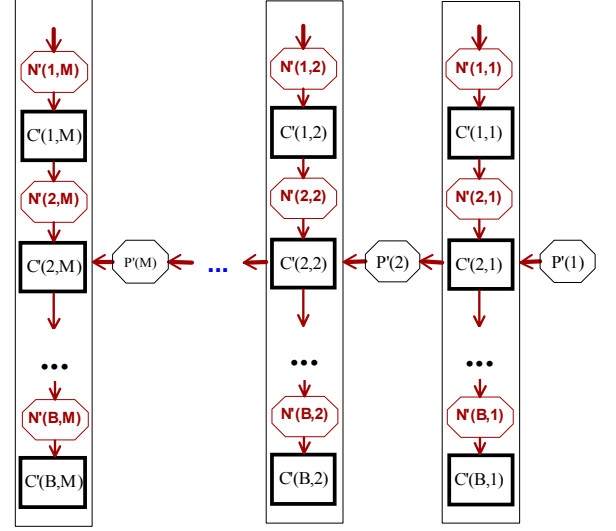 N'(1,M) N'(1,2) N'(1,1)
C'(1,M) C'(1,2) C'(1,1)
N'(2,M) N'(2,2) N'(2,1)
C'(2,M) P'(M) ... C'(2,2) P'(2) C'(2,1) P'(1)
... ... ...
N'(B,M) N'(B,2) N'(B,1)
C'(B,M) C'(B,2) C'(B,1)